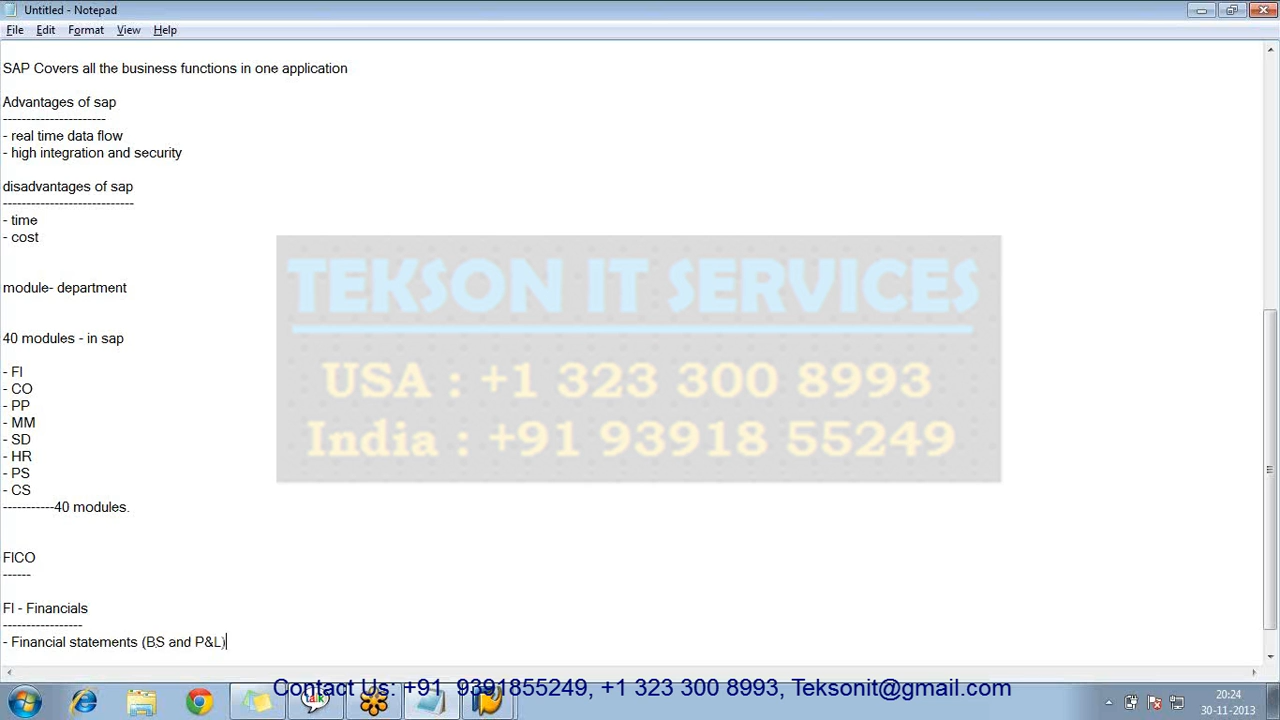 Untitled - Notepad
File Edit Format View Help
SAP Covers all the business functions in one application
Advantages of sap
----------------------
- real time data flow
- high integration and security
disadvantages of sap
----------------------------
- time
- cost
module- department
40 modules - in sap
- FI
- CO
- PP
- MM
- SD
- HR
- PS
- CS
-----------40 modules.
FICO
------
FI - Financials
-----------------
- Financial statements (BS and P&L)
TEKSON IT SERVICES
USA : +1 323 300 8993
India : +91 93918 55249
talk
Contact Us: +91 9391855249, +1 323 300 8993, Teksonit@gmail.com
20:24
30-11-2013